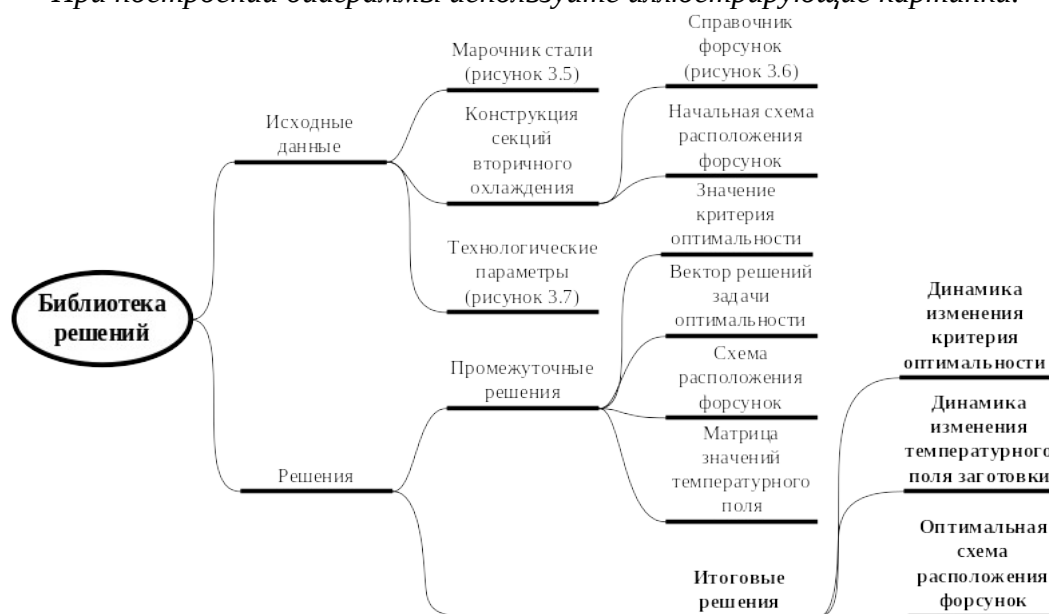 При построении диаграммы используйте иллюстрирующие картинки.
Марочник стали
(рисунок 3.5)
Справочник
форсунок
(рисунок 3.6)
Исходные
данные
Конструкция
секций
вторичного
охлаждения
Начальная схема
расположения
форсунок
Значение
критерия
оптимальности
Технологические
параметры
(рисунок 3.7)
Вектор решений
задачи
оптимальности
Библиотека
решений
Динамика
изменения
критерия
оптимальности
Промежуточные
решения
Схема
расположения
форсунок
Динамика
изменения
температурного
поля заготовки
Решения
Матрица
значений
температурного
поля
Оптимальная
схема
расположения
форсунок
Итоговые
решения